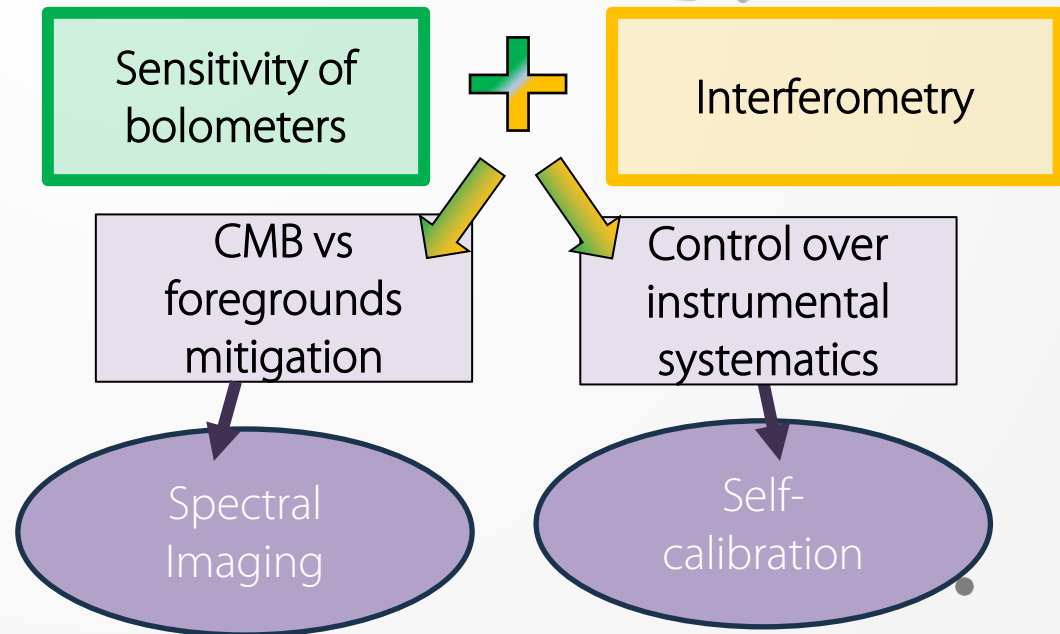 Sensitivity of
bolometers
Interferometry
CMB vs
foregrounds
mitigation
Control over
instrumental
systematics
Spectral
Imaging
Self-
calibration